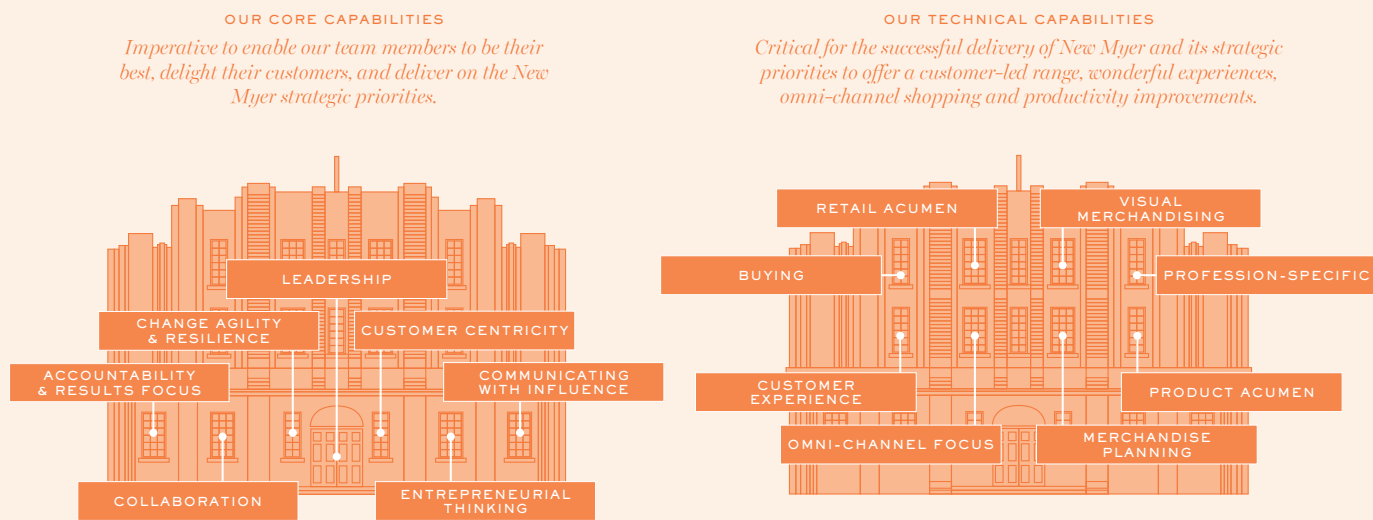 OUR CORE CAPABILITIES
Imperative to enable our team members to be their
best, delight their customers, and deliver on the New
Myer strategic priorities.
LEADERSHIP
CHANGE AGILITY
& RESILIENCE
CUSTOMER CENTRICITY
ACCOUNTABILITY
& RESULTS FOCUS
COMMUNICATING
WITH INFLUENCE
COLLABORATION
ENTREPRENEURIAL
THINKING
OUR TECHNICAL CAPABILITIES
Critical for the successful delivery of New Myer and its strategic
priorities to offer a customer-led range, wonderful experiences,
omni-channel shopping and productivity improvements.
RETAIL ACUMEN
VISUAL
MERCHANDISING
BUYING
PROFESSION-SPECIFIC
CUSTOMER
EXPERIENCE
PRODUCT ACUMEN
OMNI-CHANNEL FOCUS
MERCHANDISE
PLANNING